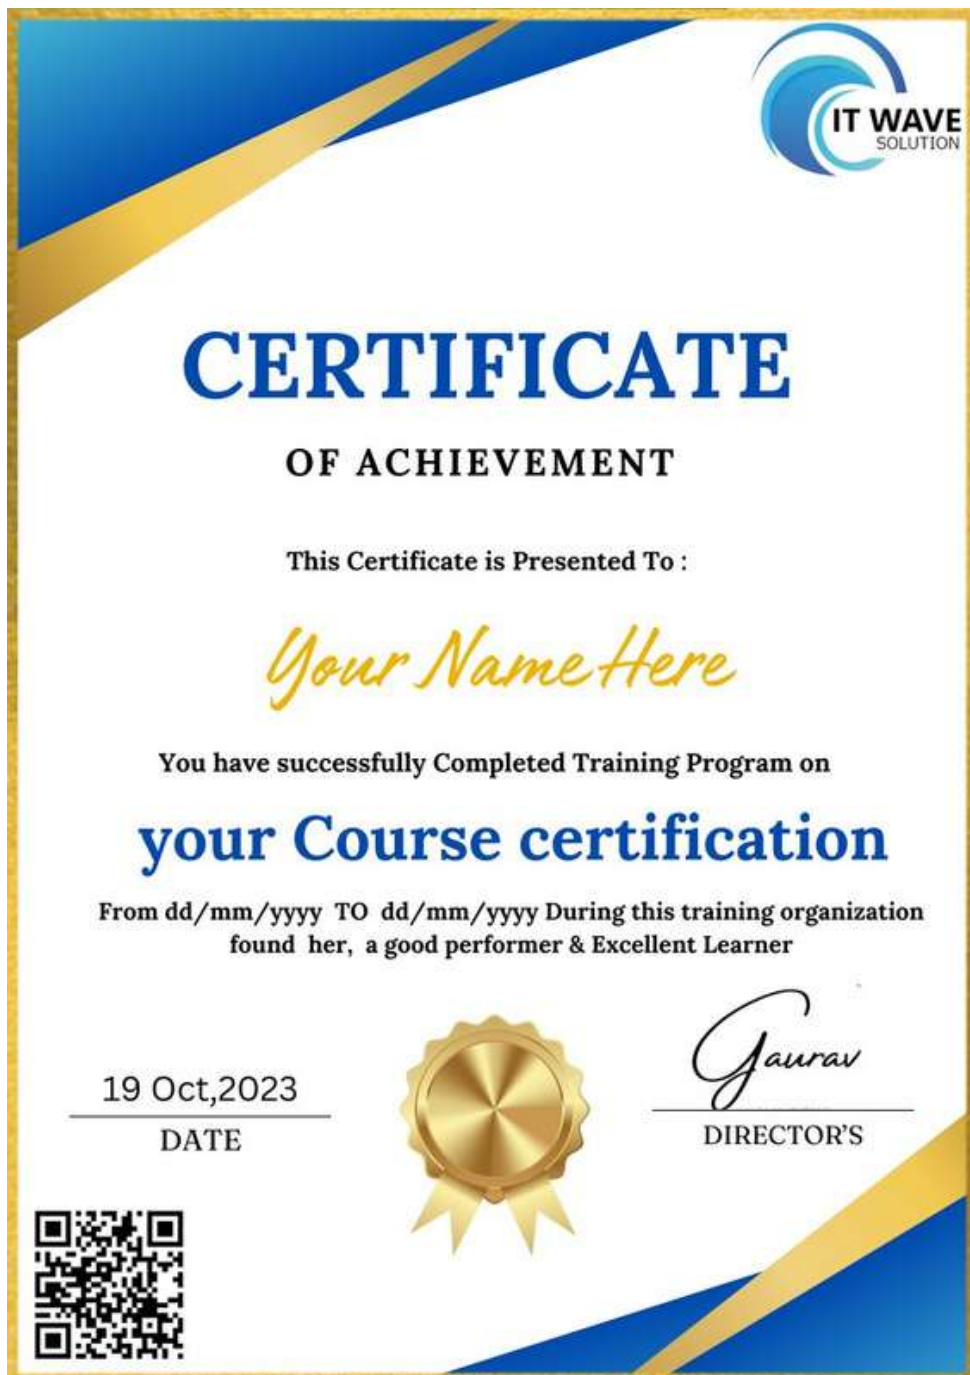 IT WAVE
SOLUTION
CERTIFICATE
OF ACHIEVEMENT
This Certificate is Presented To :
Your Name Here
You have successfully Completed Training Program on
your Course certification
From dd/mm/yyyy TO dd/mm/yyyy During this training organization
found her, a good performer & Excellent Learner
Gaurav
19 Oct,2023
DATE
DIRECTOR'S